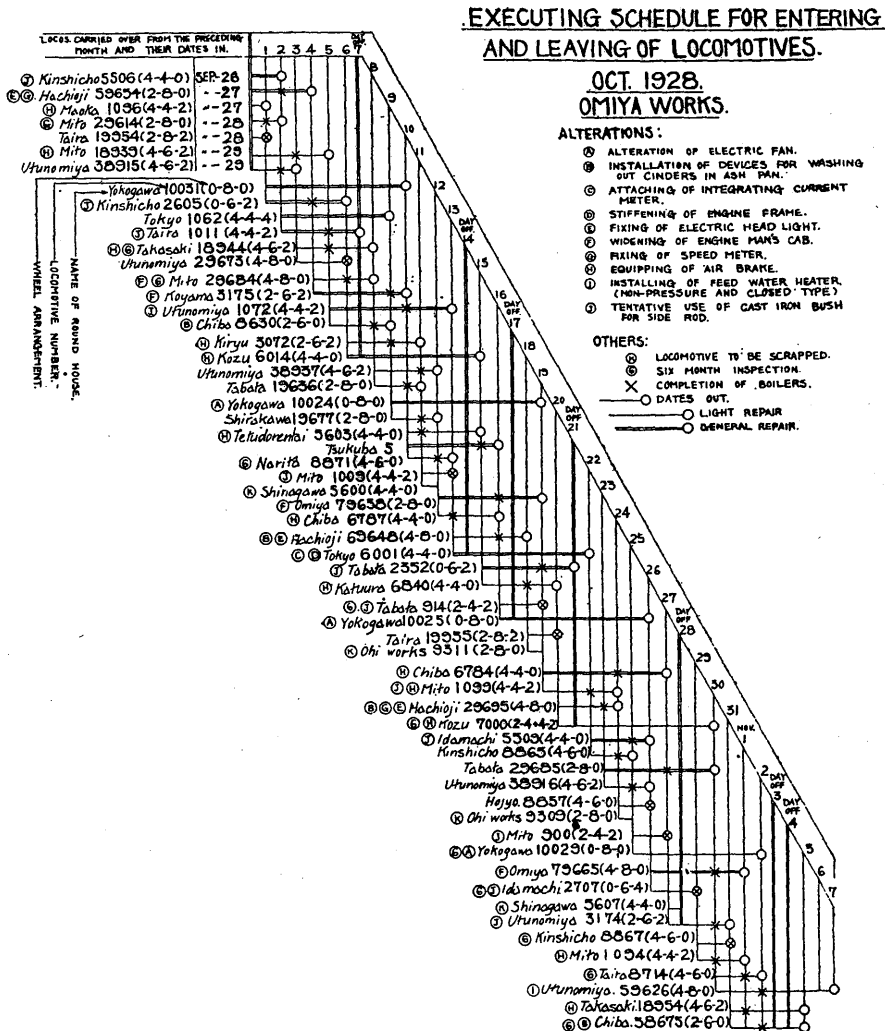 EXECUTING SCHEDULE FOR ENTERING
AND LEAVING OF LOCOMOTIVES.
OCT. 1928.
OMIYA WORKS.
LOCOS. CARRIED OVER FROM THE PRECEDING
MONTH AND THEIR DATES IN.
1 2 3 4 5 6 DAY OFF 7
8
9
10
11
12
13
DAY OFF 14
15
16
DAY OFF 17
18
19
20
DAY OFF 21
22
23
24
25
26
27
DAY OFF 28
29
30
31
NOV. 1
2
DAY OFF 3
DAY OFF 4
5
6
7
ALTERATIONS:
Ⓐ ALTERATION OF ELECTRIC FAN.
Ⓑ INSTALLATION OF DEVICES FOR WASHING
OUT CINDERS IN ASH PAN.
Ⓒ ATTACHING OF INTEGRATING CURRENT
METER.
Ⓓ STIFFENING OF ENGINE FRAME.
Ⓔ FIXING OF ELECTRIC HEAD LIGHT.
Ⓕ WIDENING OF ENGINE MAN'S CAB.
Ⓖ FIXING OF SPEED METER.
Ⓗ EQUIPPING OF AIR BRAKE.
Ⓘ INSTALLING OF FEED WATER HEATER
(NON-PRESSURE AND CLOSED TYPE)
Ⓙ TENTATIVE USE OF CAST IRON BUSH
FOR SIDE ROD.
OTHERS:
Ⓚ LOCOMOTIVE TO BE SCRAPPED.
Ⓖ SIX MONTH INSPECTION.
X COMPLETION OF BOILERS.
DATES OUT.
LIGHT REPAIR
GENERAL REPAIR.
Ⓙ Kinshicho 5506 (4-4-0) SEP-26
ⒺⒼ Hachioji 59654 (2-8-0) " - 27
Ⓗ Maoka 1096 (4-4-2) " - 27
Ⓖ Mito 29614 (2-8-0) " - 28
Taira 19954 (2-8-2) " - 28
Ⓗ Mito 18939 (4-6-2) " - 29
Utunomiya 38915 (4-6-2) " - 29
Yokogawa 10031 (0-8-0)
Ⓙ Kinshicho 2605 (0-6-2)
Tokyo 1062 (4-4-4)
Ⓙ Taira 1011 (4-4-2)
ⒽⒼ Takasaki 18944 (4-6-2)
Utunomiya 29673 (4-8-0)
ⒻⒼ Mito 29684 (4-8-0)
Ⓕ Koyama 3175 (2-6-2)
Ⓘ Utunomiya 1072 (4-4-2)
Ⓑ Chiba 8630 (2-6-0)
Ⓗ Kiryu 3072 (2-6-2)
Ⓗ Kozu 6014 (4-4-0)
Utunomiya 38937 (4-6-2)
Tabata 19636 (2-8-0)
Ⓐ Yokogawa 10024 (0-8-0)
Shirakawa 19677 (2-8-0)
Ⓗ Tetudorentai 5603 (4-4-0)
Tsukuba 5
Ⓖ Narita 8871 (4-6-0)
Ⓙ Mito 1009 (4-4-2)
Ⓚ Shinagawa 5600 (4-4-0)
Ⓕ Omiya 79658 (2-8-0)
Ⓗ Chiba 6787 (4-4-0)
ⒷⒺ Hachioji 69648 (4-8-0)
ⒸⒹ Tokyo 6001 (4-4-0)
Ⓙ Tabata 2352 (0-6-2)
Ⓗ Katuura 6840 (4-4-0)
Ⓖ.Ⓙ Tabata 914 (2-4-2)
Ⓐ Yokogawa 10025 (0-8-0)
Taira 19955 (2-8-2)
Ⓚ Ohi works 9311 (2-8-0)
Ⓗ Chiba 6784 (4-4-0)
ⒿⒽ Mito 1099 (4-4-2)
ⒷⒼⒺ Hachioji 29695 (4-8-0)
ⒼⒽ Kozu 7000 (2-4-4-2)
Ⓙ Idamachi 5509 (4-4-0)
Kinshicho 8865 (4-6-0)
Tabata 29685 (2-8-0)
Utunomiya 38916 (4-6-2)
Hojyo. 8857 (4-6-0)
Ⓚ Ohi works 9309 (2-8-0)
Ⓙ Mito 900 (2-4-2)
ⒼⒶ Yokogawa 10029 (0-8-0)
Ⓕ Omiya 79665 (4-8-0)
ⒼⒿ Idamachi 2707 (0-6-4)
Ⓚ Shinagawa 5607 (4-4-0)
Ⓙ Utunomiya 3174 (2-6-2)
Ⓖ Kinshicho 8867 (4-6-0)
Ⓗ Mito 1094 (4-4-2)
Ⓖ Taira 8714 (4-6-0)
Ⓘ Utunomiya. 59626 (4-8-0)
Ⓗ Takasaki. 18954 (4-6-2)
ⒼⒷ Chiba. 58675 (2-6-0)
NAME OF ROUND HOUSE.
LOCOMOTIVE NUMBER.
WHEEL ARRANGEMENT.